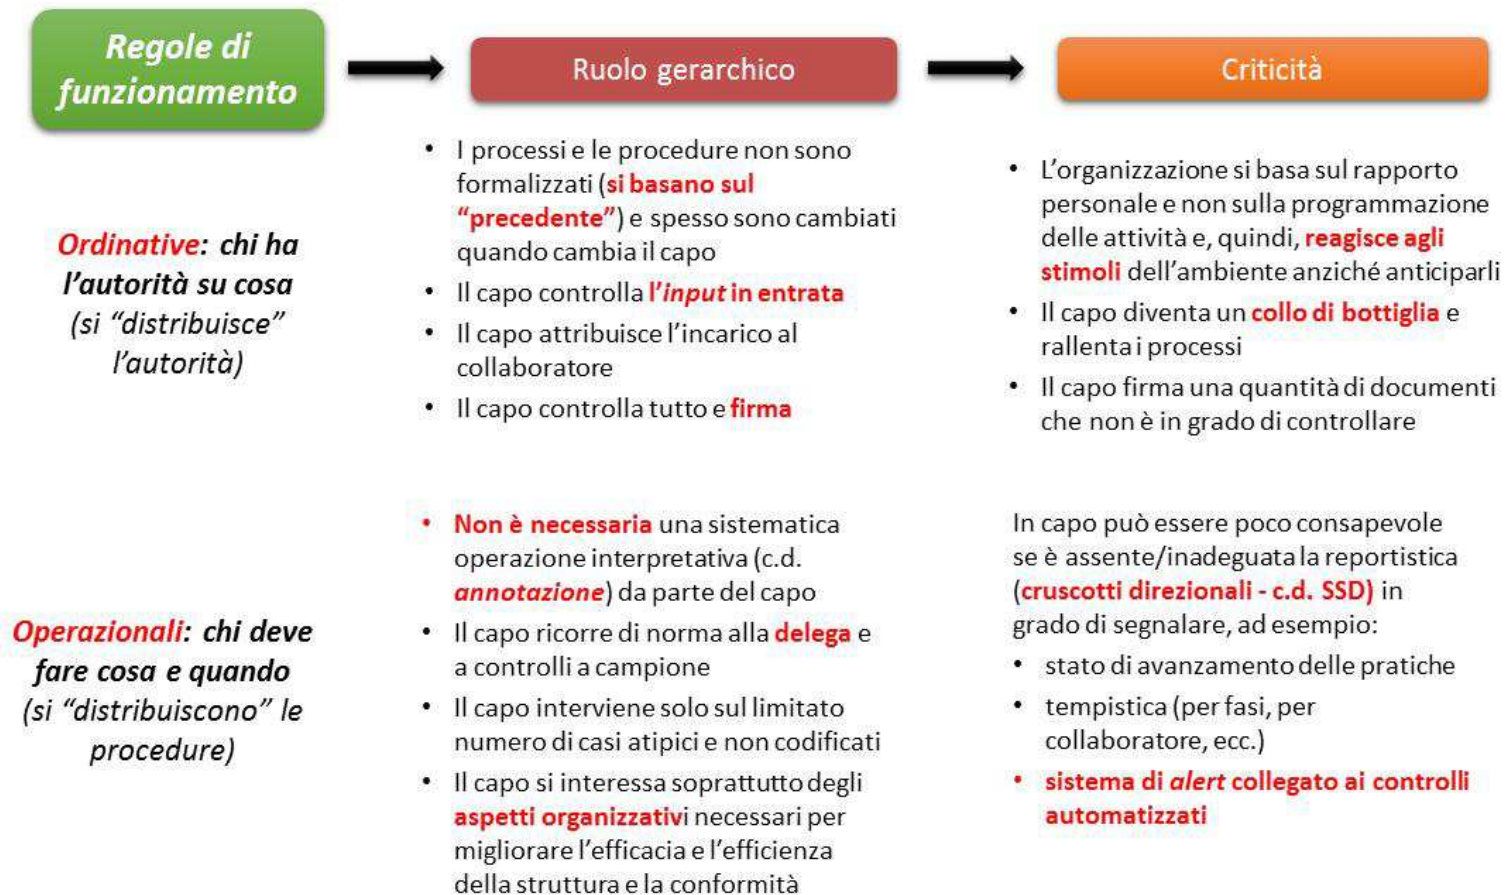 Regole di
funzionamento
Ruolo gerarchico
Criticità
Ordinative: chi ha
l'autorità su cosa
(si "distribuisce"
l'autorità)
• I processi e le procedure non sono
formalizzati (si basano sul
"precedente") e spesso sono cambiati
quando cambia il capo
• Il capo controlla l'input in entrata
• Il capo attribuisce l'incarico al
collaboratore
• Il capo controlla tutto e firma
• L'organizzazione si basa sul rapporto
personale e non sulla programmazione
delle attività e, quindi, reagisce agli
stimoli dell'ambiente anziché anticiparli
• Il capo diventa un collo di bottiglia e
rallenta i processi
• Il capo firma una quantità di documenti
che non è in grado di controllare
Operazionali: chi deve
fare cosa e quando
(si "distribuiscono" le
procedure)
• Non è necessaria una sistematica
operazione interpretativa (c.d.
annotazione) da parte del capo
• Il capo ricorre di norma alla delega e
a controlli a campione
• Il capo interviene solo sul limitato
numero di casi atipici e non codificati
• Il capo si interessa soprattutto degli
aspetti organizzativi necessari per
migliorare l'efficacia e l'efficienza
della struttura e la conformità
In capo può essere poco consapevole
se è assente/inadeguata la reportistica
(cruscotti direzionali - c.d. SSD) in
grado di segnalare, ad esempio:
• stato di avanzamento delle pratiche
• tempistica (per fasi, per
collaboratore, ecc.)
• sistema di alert collegato ai controlli
automatizzati